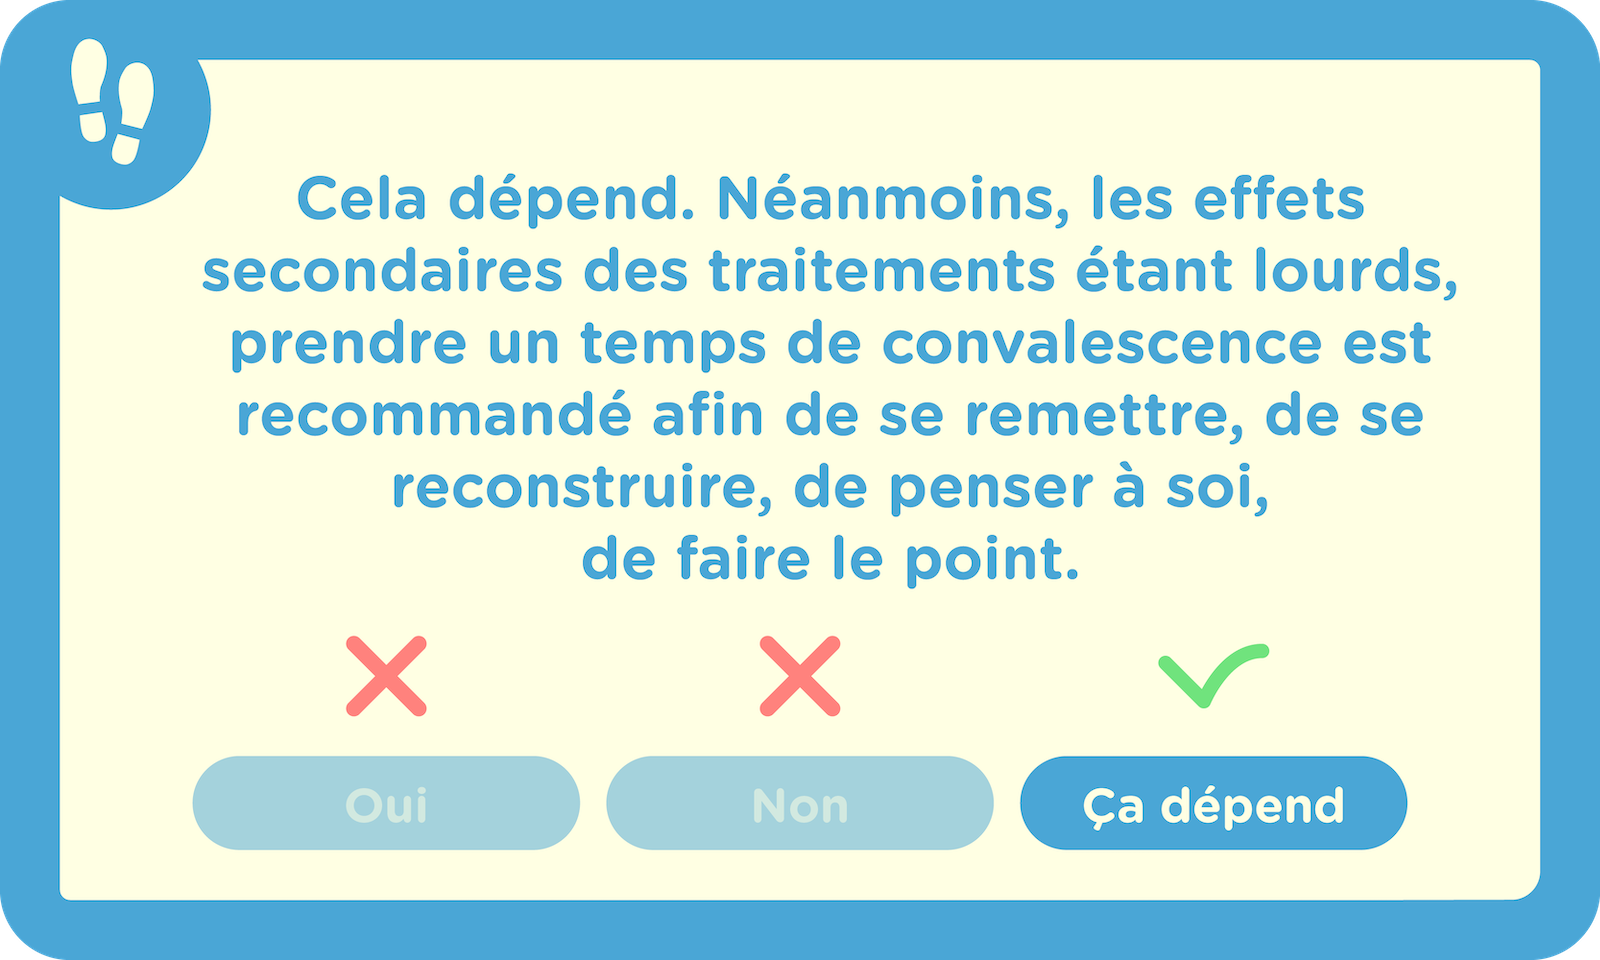 Cela dépend. Néanmoins, les effets
secondaires des traitements étant lourds,
prendre un temps de convalescence est
recommandé afin de se remettre, de se
reconstruire, de penser à soi,
de faire le point.
Oui
Non
Ça dépend